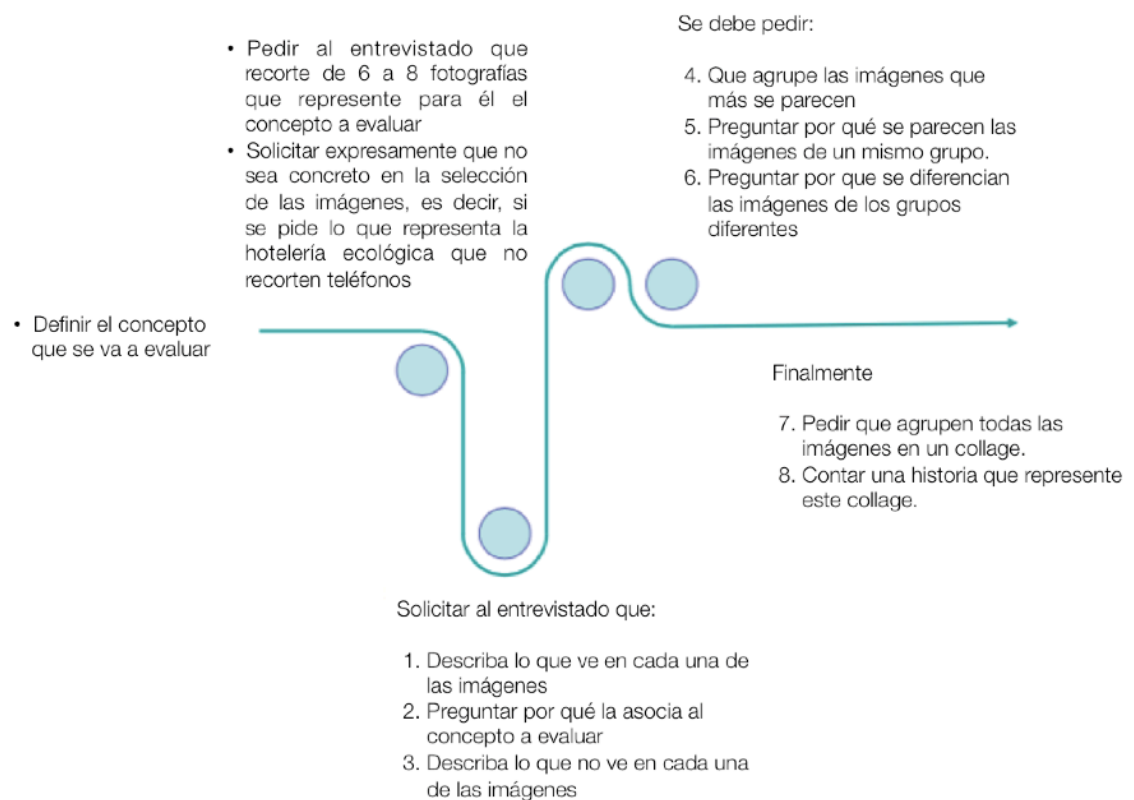 • Definir el concepto
que se va a evaluar
• Pedir al entrevistado que
recorte de 6 a 8 fotografías
que represente para él el
concepto a evaluar
• Solicitar expresamente que no
sea concreto en la selección
de las imágenes, es decir, si
se pide lo que representa la
hotelería ecológica que no
recorten teléfonos
Solicitar al entrevistado que:
1. Describa lo que ve en cada una de
las imágenes
2. Preguntar por qué la asocia al
concepto a evaluar
3. Describa lo que no ve en cada una
de las imágenes
Se debe pedir:
4. Que agrupe las imágenes que
más se parecen
5. Preguntar por qué se parecen las
imágenes de un mismo grupo.
6. Preguntar por que se diferencian
las imágenes de los grupos
diferentes
Finalmente
7. Pedir que agrupen todas las
imágenes en un collage.
8. Contar una historia que represente
este collage.